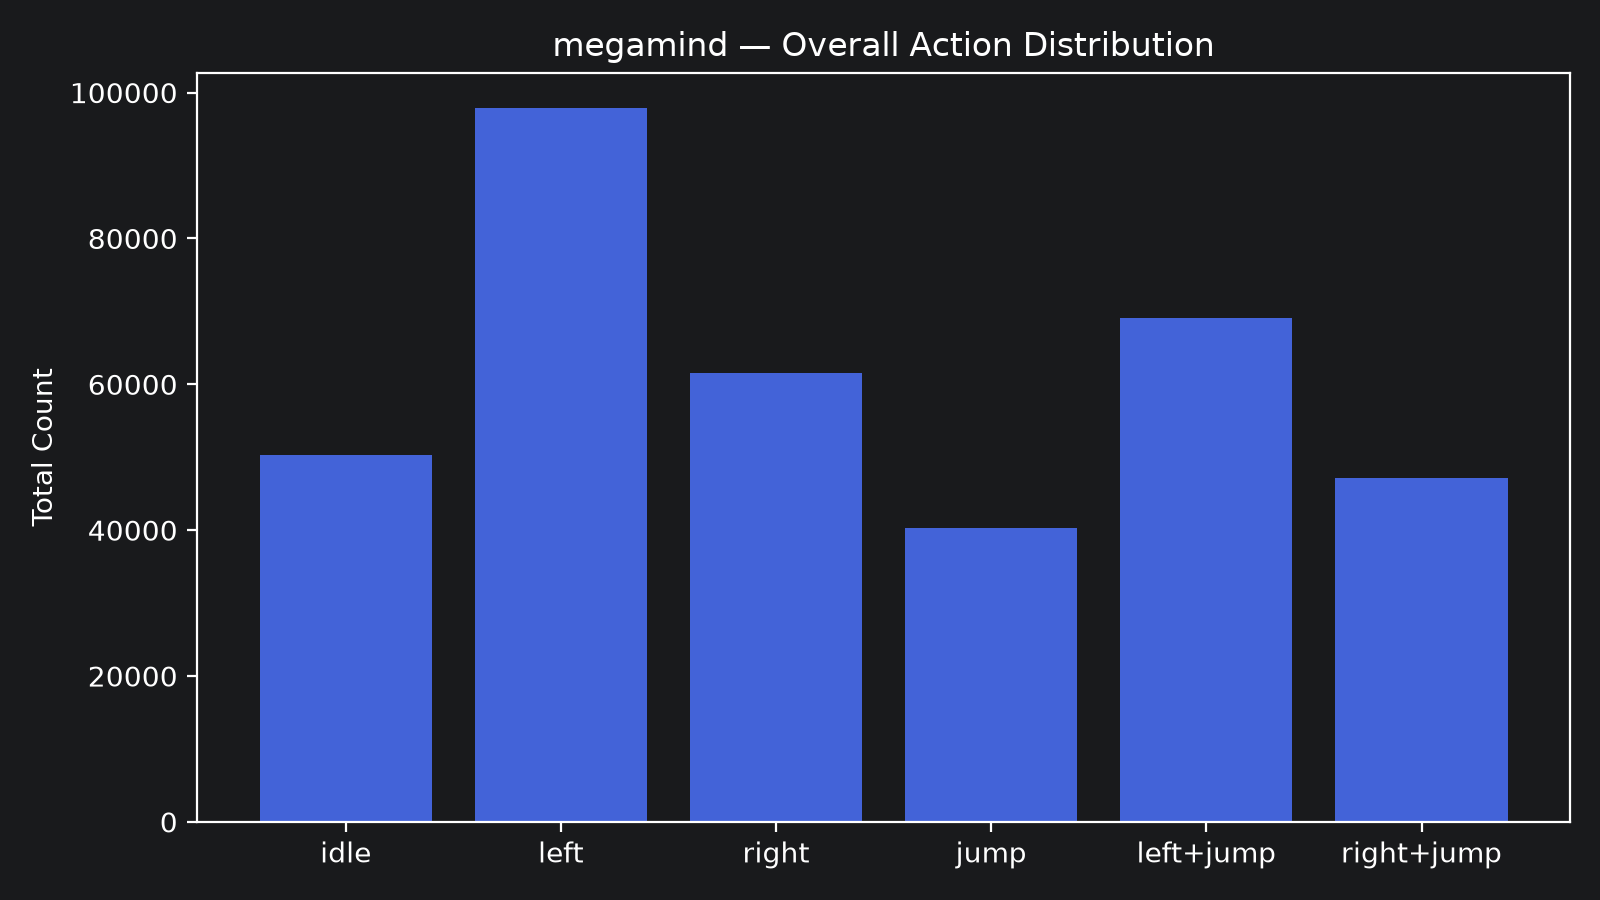 megamind — Overall Action Distribution
Total Count
100000
80000
60000
40000
20000
0
idle left right jump left+jump right+jump